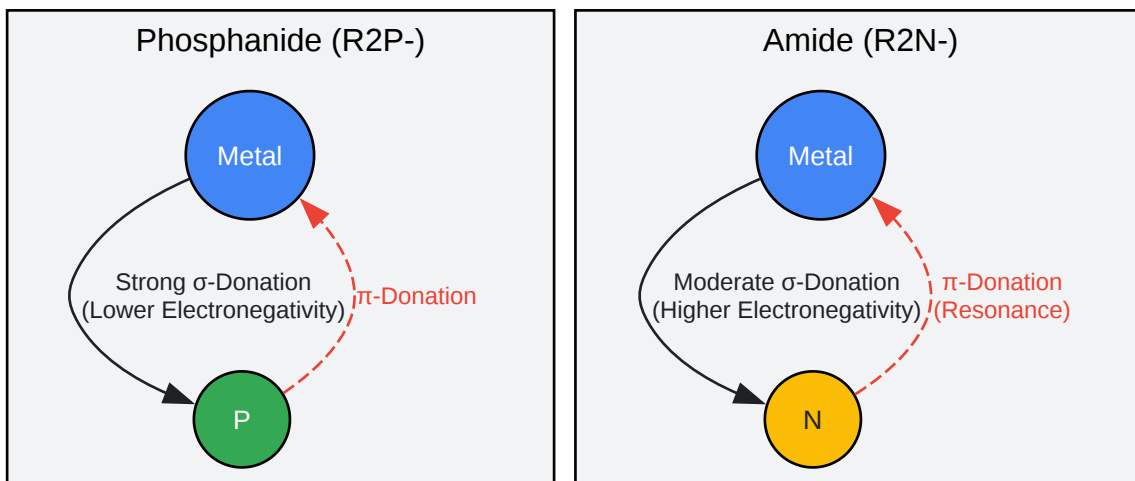 Phosphanide (R2P-)
Metal
Strong σ-Donation
(Lower Electronegativity)
π-Donation
P
Amide (R2N-)
Metal
Moderate σ-Donation
(Higher Electronegativity)
π-Donation
(Resonance)
N